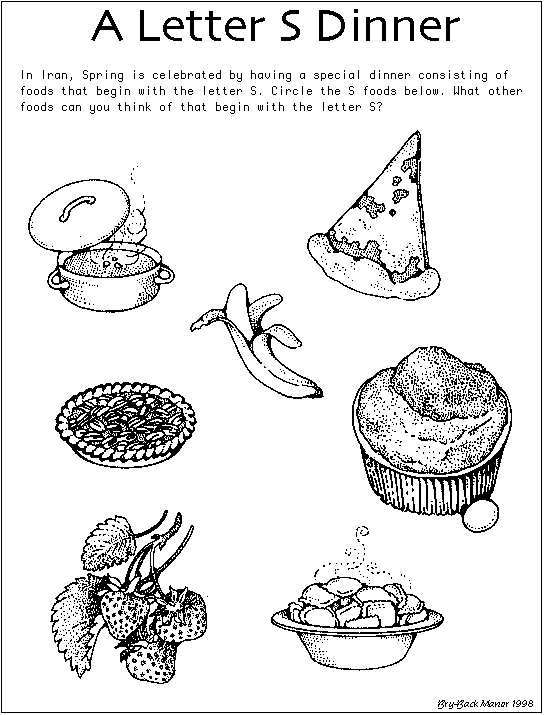 A Letter S Dinner
In Iran, Spring is celebrated by having a special dinner consisting of
foods that begin with the letter S. Circle the S foods below. What other
foods can you think of that begin with the letter S?
Bry-Back Manor 1998